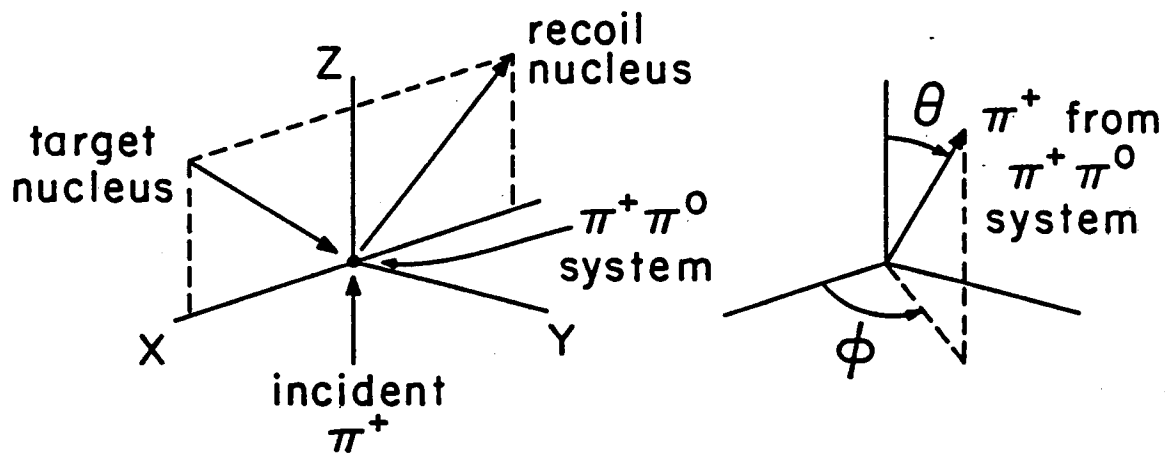 Z
recoil
nucleus
target
nucleus
π⁺ π⁰
system
X
Y
incident
π⁺
θ
π⁺ from
π⁺ π⁰
system
ϕ